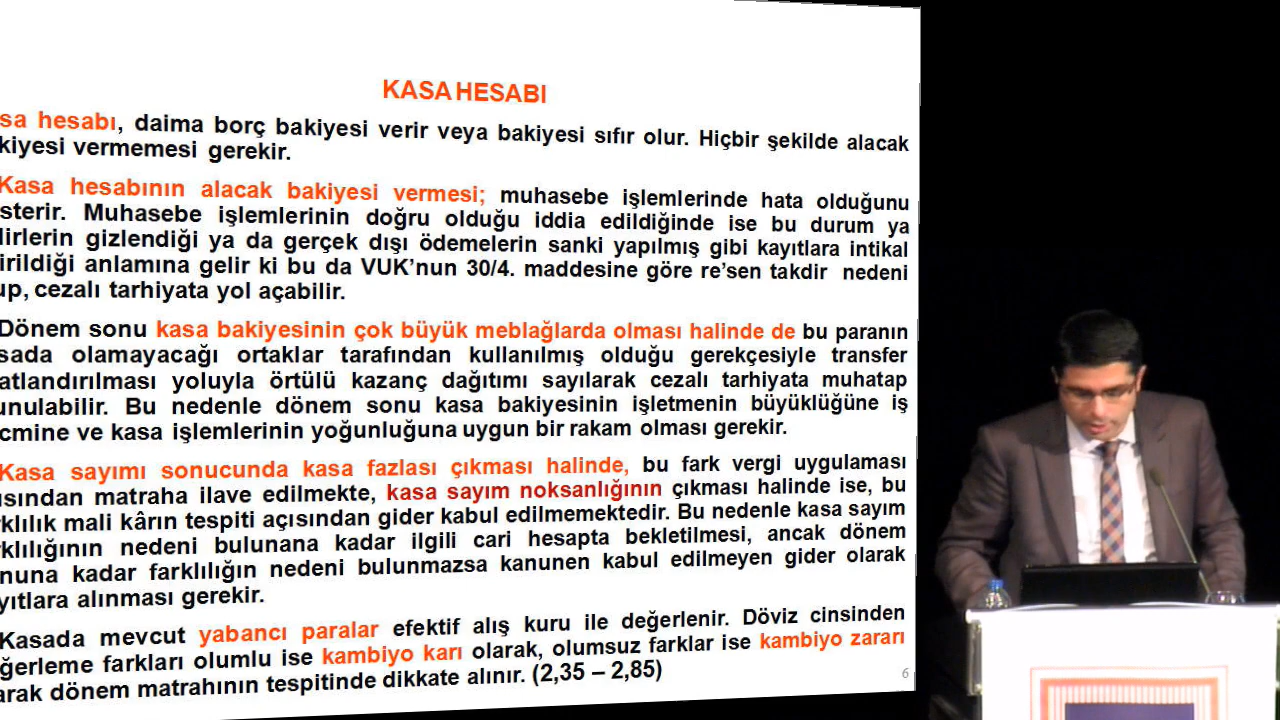 KASA HESABI
sa hesabı, daima borç bakiyesi verir veya bakiyesi sıfır olur. Hiçbir şekilde alacak
kiyesi vermemesi gerekir.
Kasa hesabının alacak bakiyesi vermesi; muhasebe işlemlerinde hata olduğunu
sterir. Muhasebe işlemlerinin doğru olduğu iddia edildiğinde ise bu durum ya
lirlerin gizlendiği ya da gerçek dışı ödemelerin sanki yapılmış gibi kayıtlara intikal
irildiği anlamına gelir ki bu da VUK’nun 30/4. maddesine göre re’sen takdir nedeni
up, cezalı tarhiyata yol açabilir.
Dönem sonu kasa bakiyesinin çok büyük meblağlarda olması halinde de bu paranın
sada olamayacağı ortaklar tarafından kullanılmış olduğu gerekçesiyle transfer
atlandırılması yoluyla örtülü kazanç dağıtımı sayılarak cezalı tarhiyata muhatap
unulabilir. Bu nedenle dönem sonu kasa bakiyesinin işletmenin büyüklüğüne iş
cmine ve kasa işlemlerinin yoğunluğuna uygun bir rakam olması gerekir.
Kasa sayımı sonucunda kasa fazlası çıkması halinde, bu fark vergi uygulaması
ısından matraha ilave edilmekte, kasa sayım noksanlığının çıkması halinde ise, bu
klılık mali kârın tespiti açısından gider kabul edilmemektedir. Bu nedenle kasa sayım
klılığının nedeni bulunana kadar ilgili cari hesapta bekletilmesi, ancak dönem
nuna kadar farklılığın nedeni bulunmazsa kanunen kabul edilmeyen gider olarak
yıtlara alınması gerekir.
Kasada mevcut yabancı paralar efektif alış kuru ile değerlenir. Döviz cinsinden
ğerleme farkları olumlu ise kambiyo karı olarak, olumsuz farklar ise kambiyo zararı
arak dönem matrahının tespitinde dikkate alınır. (2,35 – 2,85)
6